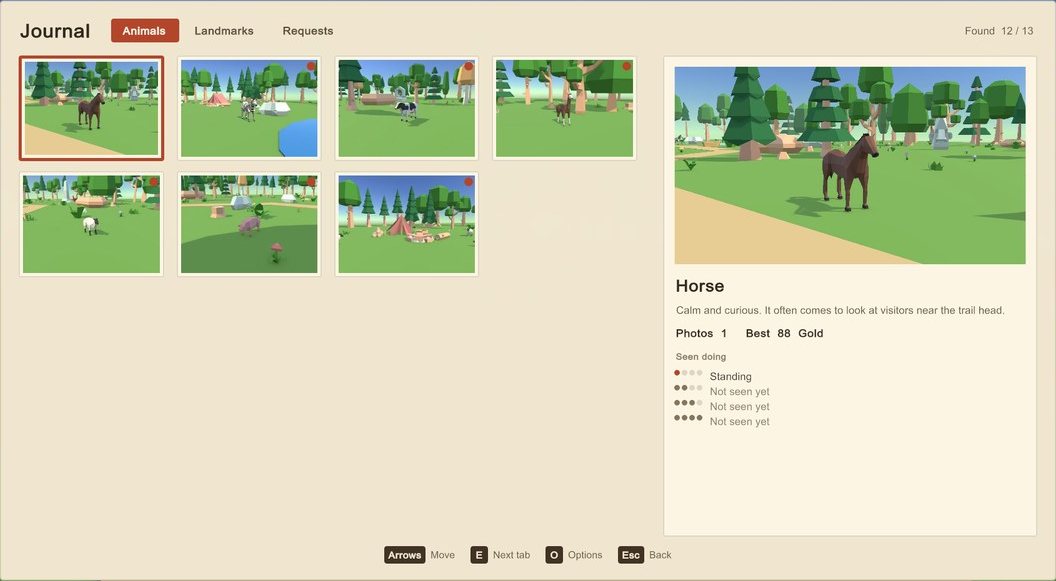 Journal Animals Landmarks Requests Found 12 / 13
Horse
Calm and curious. It often comes to look at visitors near the trail head.
Photos 1 Best 88 Gold
Seen doing
Standing
Not seen yet
Not seen yet
Not seen yet
Arrows Move E Next tab O Options Esc Back